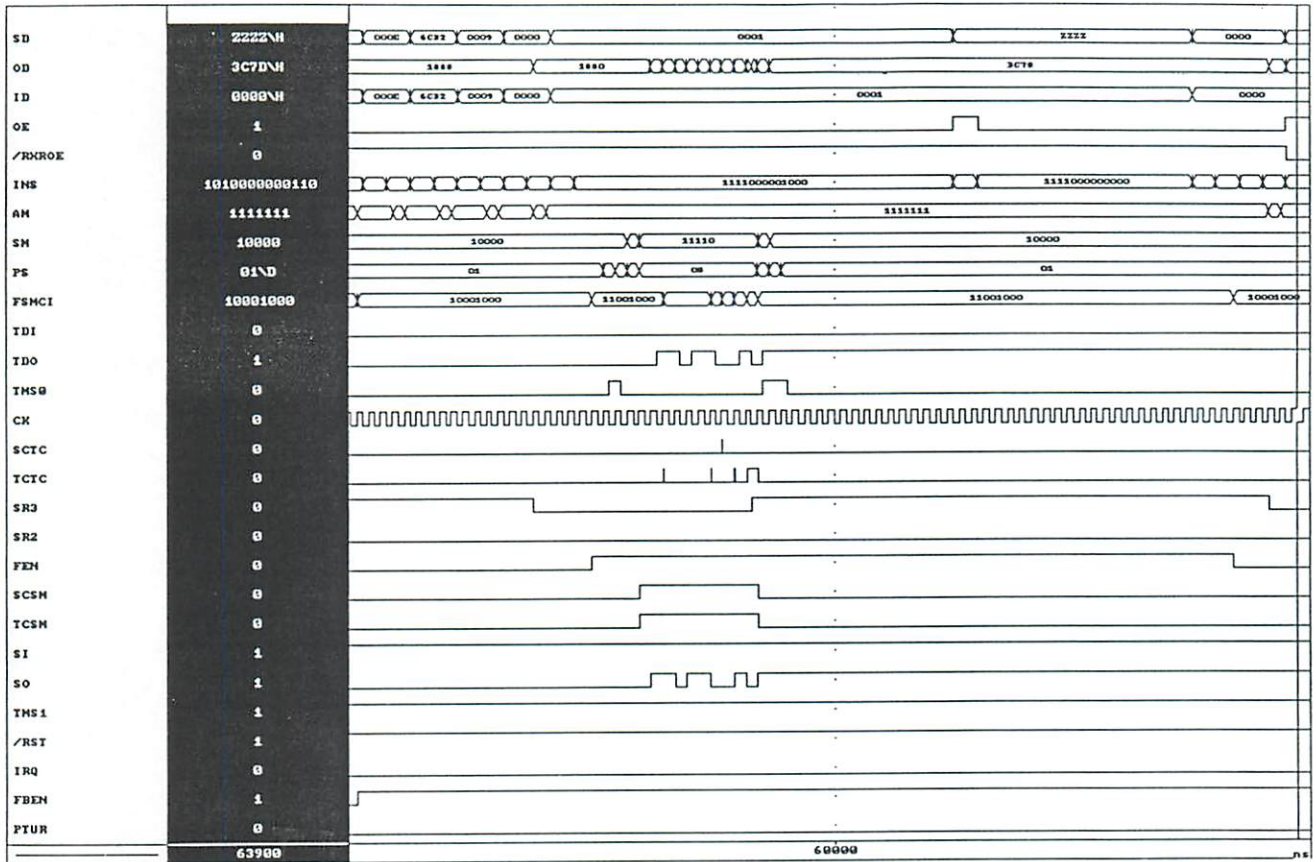 SD ZZZZ\H 000E 6C32 0009 0000 0001 ZZZZ 0000
OD 3C7D\H 1880 3C78
ID 0000\H 000E 6C32 0009 0000 0001 0000
OE 1
/RXROE 0
INS 1010000000110 1111000001000 1111000000000
AM 1111111 1111111
SM 10000 10000 11110 10000
PS 01\D 01 08 01
FSMCI 10001000 10001000 11001000 11001000 10001000
TDI 0
TDO 1
TMS0 0
CK 0
SCTC 0
TCTC 0
SR3 0
SR2 0
FEN 0
SCSM 0
TCSM 0
SI 1
SO 1
TMS1 1
/RST 1
IRQ 0
FBEN 1
PTUR 0
63900 60000 ns